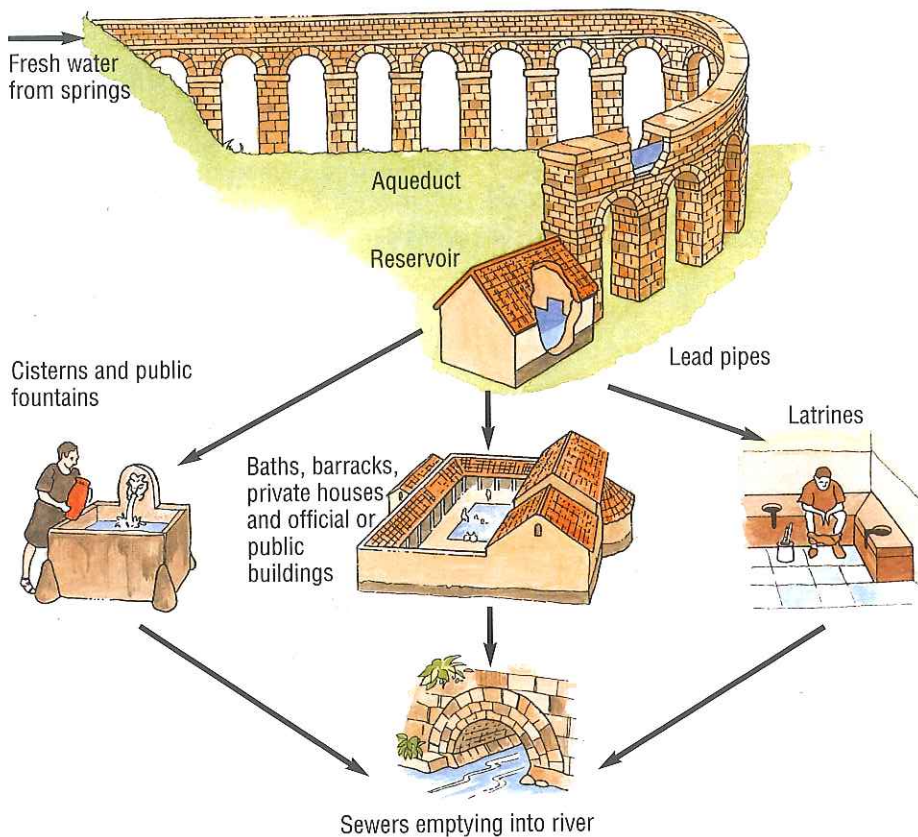 Fresh water
from springs
Aqueduct
Reservoir
Lead pipes
Cisterns and public
fountains
Latrines
Baths, barracks,
private houses
and official or
public
buildings
Sewers emptying into river